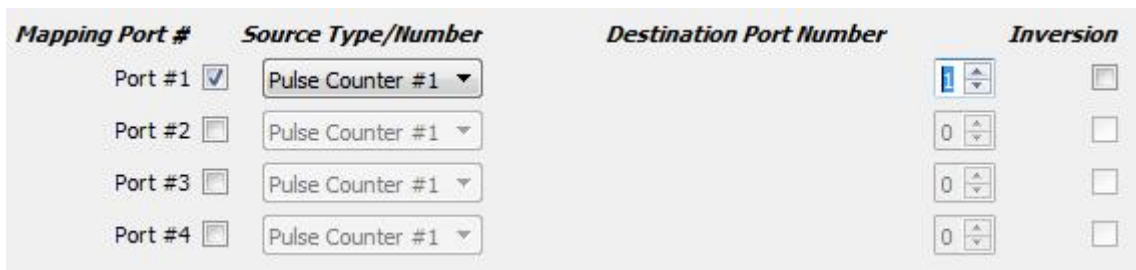 Mapping Port # Source Type/Number Destination Port Number Inversion
Port #1 Pulse Counter #1 1
Port #2 Pulse Counter #1 0
Port #3 Pulse Counter #1 0
Port #4 Pulse Counter #1 0